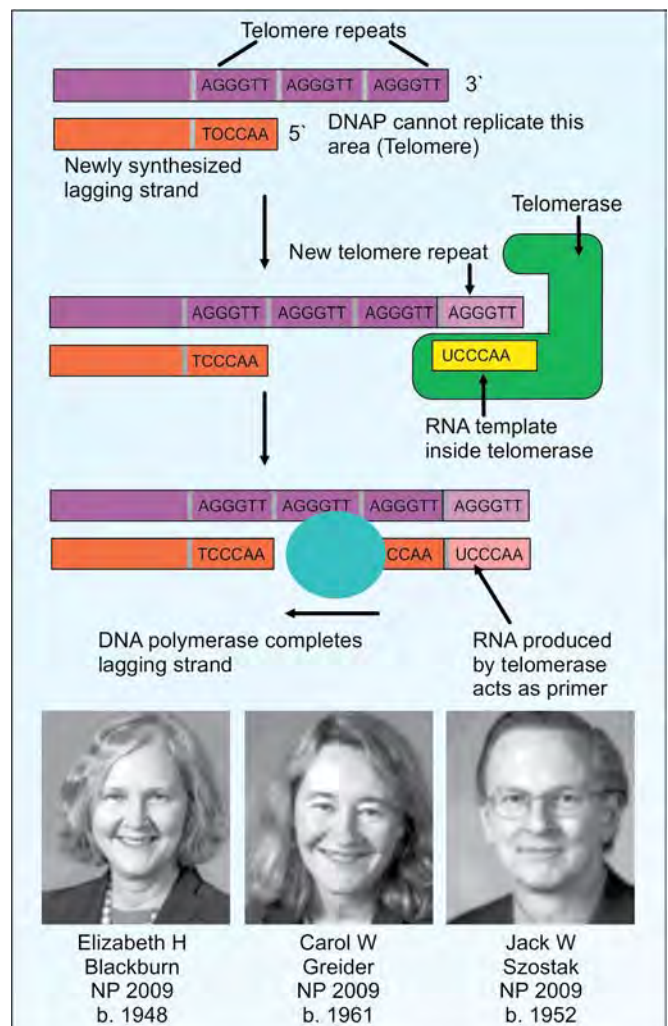 Telomere repeats
AGGGTT AGGGTT AGGGTT 3`
TOCCAA 5` DNAP cannot replicate this
area (Telomere)
Newly synthesized
lagging strand
Telomerase
New telomere repeat
AGGGTT AGGGTT AGGGTT AGGGTT
TCCCAA
UCCCAA
RNA template
inside telomerase
AGGGTT AGGGTT AGGGTT AGGGTT
TCCCAA CCAA UCCCAA
DNA polymerase completes
lagging strand
RNA produced
by telomerase
acts as primer
Elizabeth H
Blackburn
NP 2009
b. 1948
Carol W
Greider
NP 2009
b. 1961
Jack W
Szostak
NP 2009
b. 1952